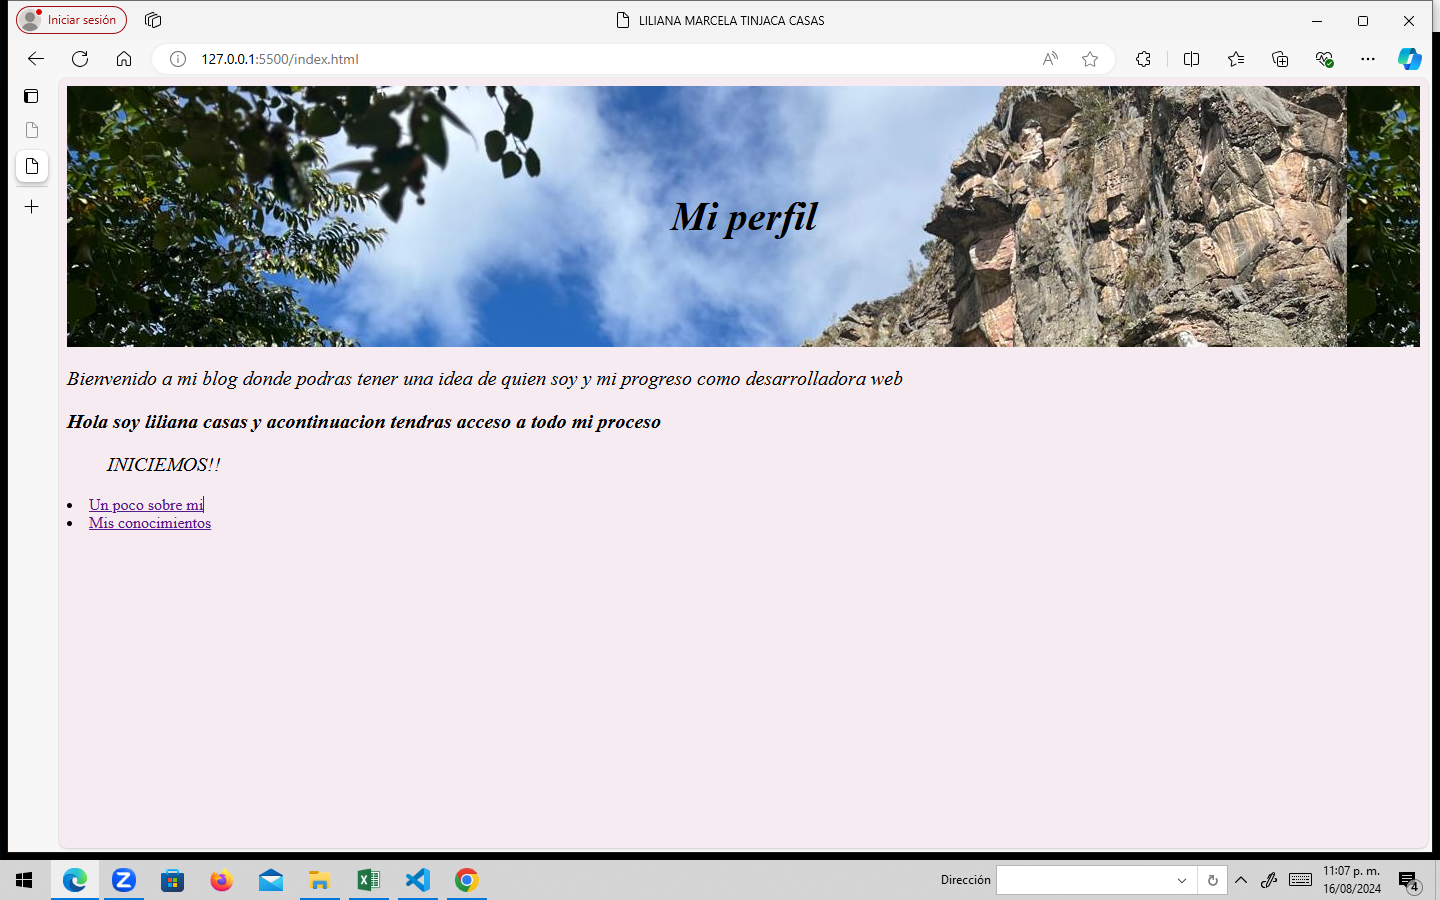 Iniciar sesión
LILIANA MARCELA TINJACA CASAS
127.0.0.1:5500/index.html
Mi perfil
Bienvenido a mi blog donde podras tener una idea de quien soy y mi progreso como desarrolladora web
Hola soy liliana casas y acontinuacion tendras acceso a todo mi proceso
INICIEMOS!!
Un poco sobre mi
Mis conocimientos
Dirección
11:07 p. m.
16/08/2024
4